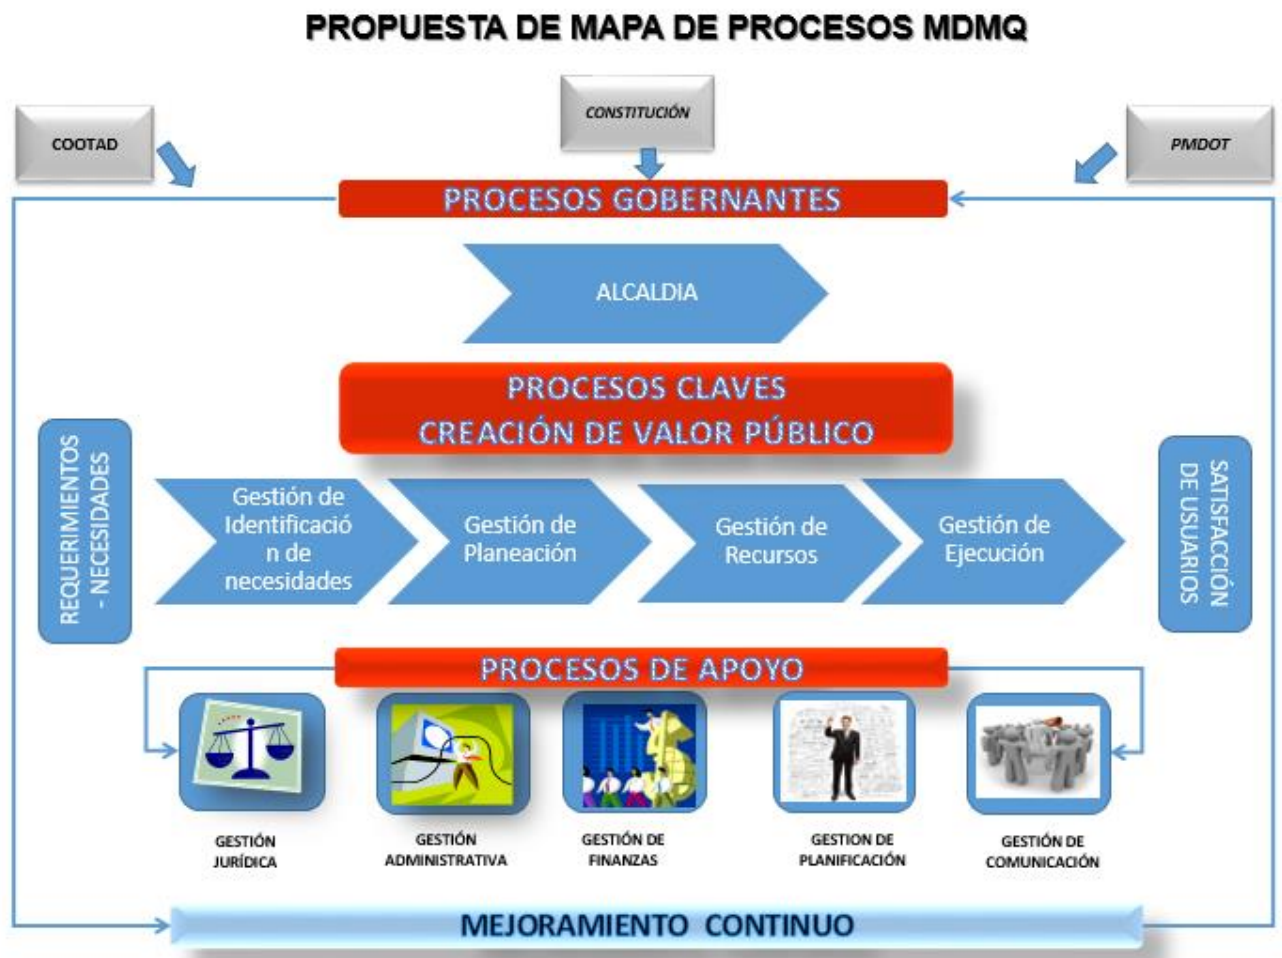 PROPUESTA DE MAPA DE PROCESOS MDMQ
COOTAD
CONSTITUCIÓN
PMDOT
PROCESOS GOBERNANTES
ALCALDIA
PROCESOS CLAVES
CREACIÓN DE VALOR PÚBLICO
REQUERIMIENTOS
- NECESIDADES
Gestión de
Identificació
n de
necesidades
Gestión de
Planeación
Gestión de
Recursos
Gestión de
Ejecución
SATISFACCIÓN
DE USUARIOS
PROCESOS DE APOYO
GESTIÓN
JURÍDICA
GESTIÓN
ADMINISTRATIVA
GESTIÓN DE
FINANZAS
GESTION DE
PLANIFICACIÓN
GESTIÓN DE
COMUNICACIÓN
MEJORAMIENTO CONTINUO